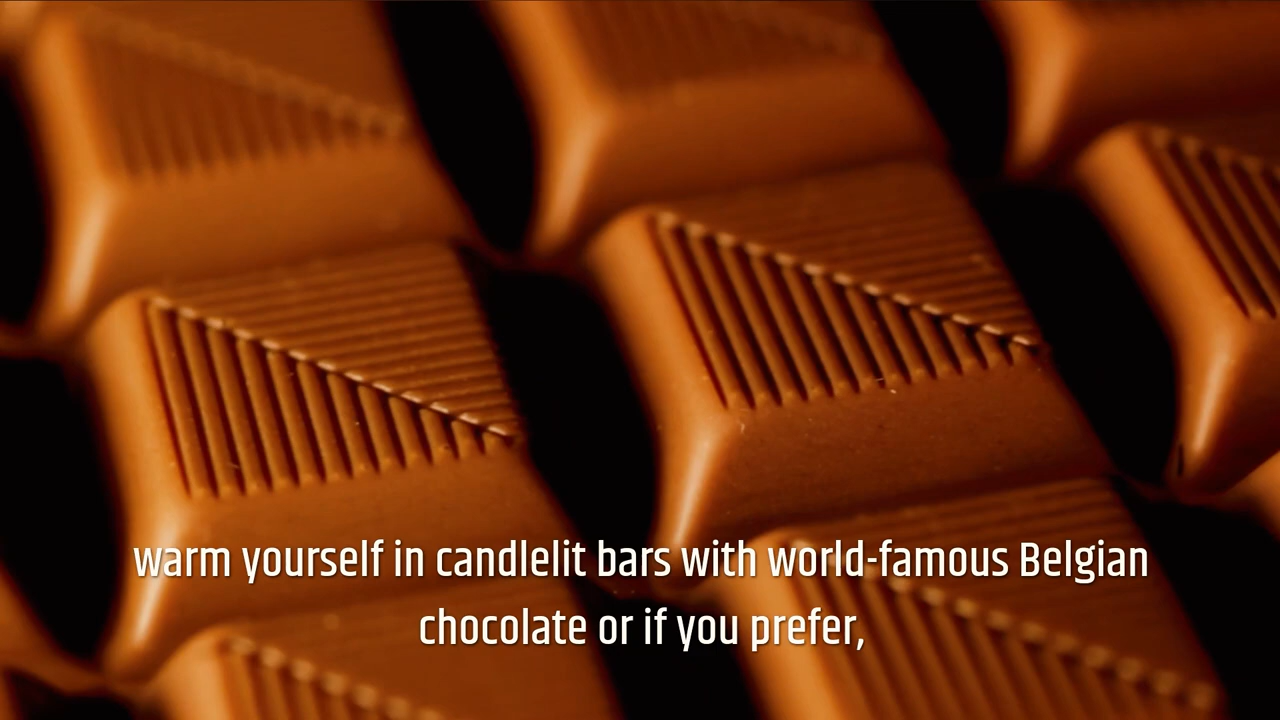 warm yourself in candlelit bars with world-famous Belgian
chocolate or if you prefer,